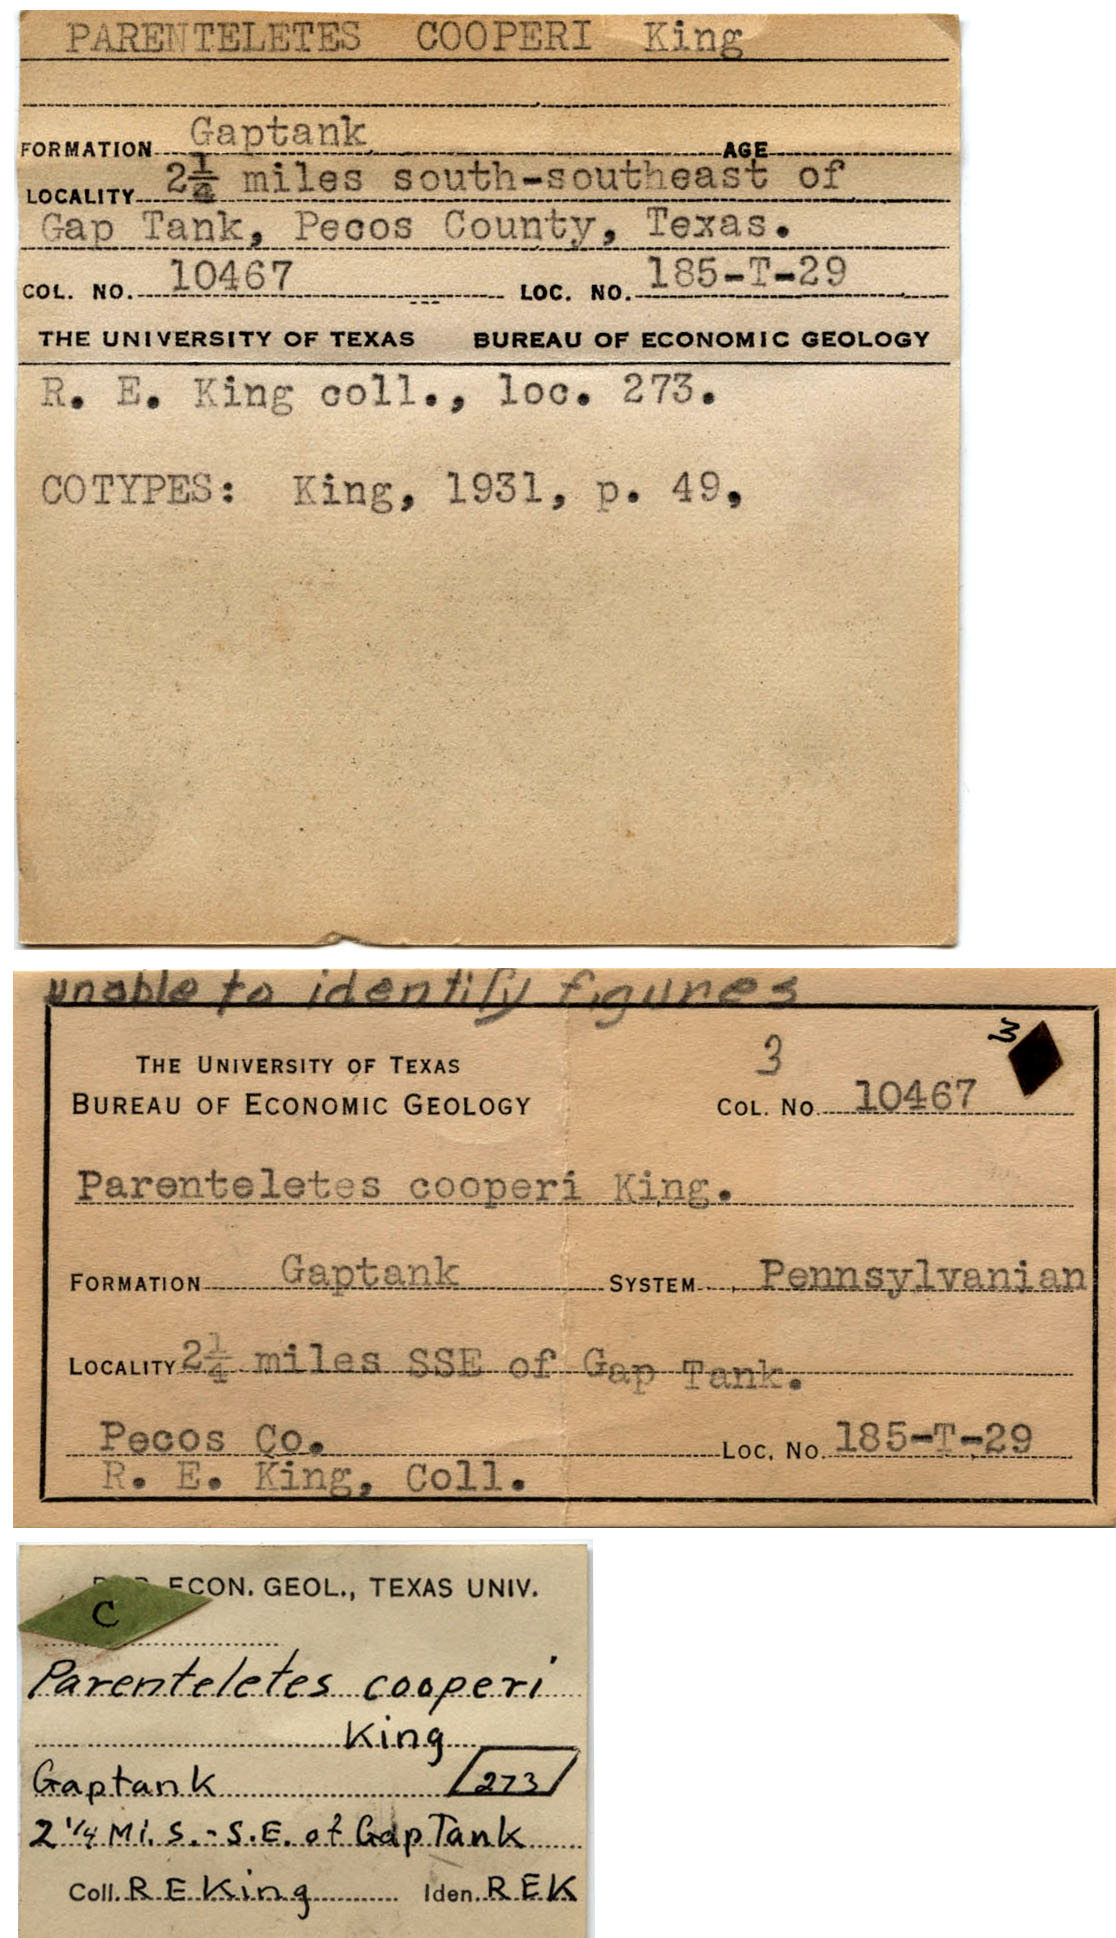 PARENTELETES COOPERI King
FORMATION Gaptank AGE
LOCALITY 2¼ miles south-southeast of
Gap Tank, Pecos County, Texas.
COL. NO. 10467 LOC. NO. 185-T-29
THE UNIVERSITY OF TEXAS BUREAU OF ECONOMIC GEOLOGY
R. E. King coll., loc. 273.
COTYPES: King, 1931, p. 49,
unable to identify figures
3 3
THE UNIVERSITY OF TEXAS
BUREAU OF ECONOMIC GEOLOGY COL. NO. 10467
Parenteletes cooperi King.
FORMATION Gaptank SYSTEM Pennsylvanian
LOCALITY 2¼ miles SSE of Gap Tank.
Pecos Co. LOC. NO. 185-T-29
R. E. King, Coll.
ECON. GEOL., TEXAS UNIV.
C
Parenteletes cooperi
King
Gaptank 273
2 1/4 Mi. S.-S.E. of Gap Tank
Coll. R E King Iden. R E K